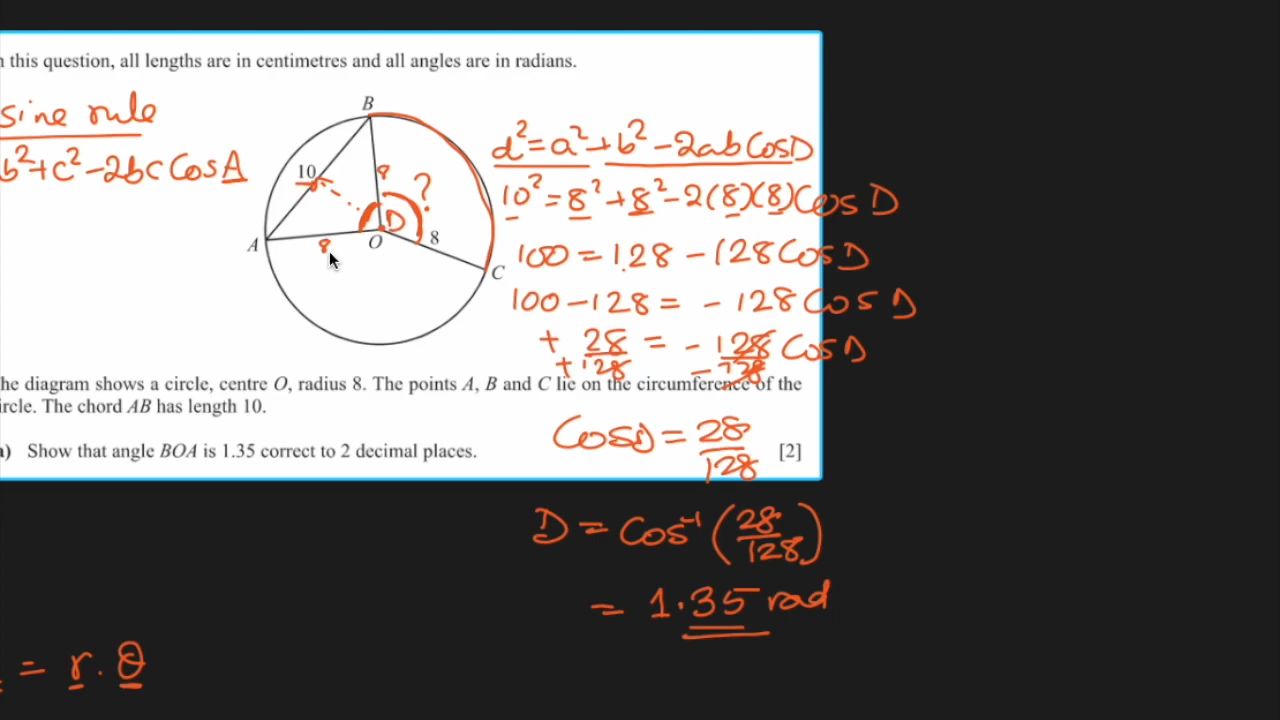 n this question, all lengths are in centimetres and all angles are in radians.
sine rule
b²+c²-2bc Cos A
B
10
8
?
D
A
8
O
8
C
d² = a² + b² - 2ab Cos D
10² = 8² + 8² - 2(8)(8) Cos D
100 = 128 - 128 Cos D
100 - 128 = - 128 Cos D
+ 28/+128 = - 128/-128 Cos D
he diagram shows a circle, centre O, radius 8. The points A, B and C lie on the circumference of the
ircle. The chord AB has length 10.
Cos D = 28/128
) Show that angle BOA is 1.35 correct to 2 decimal places. [2]
D = Cos⁻¹ (28/128)
= 1.35 rad
= r . θ